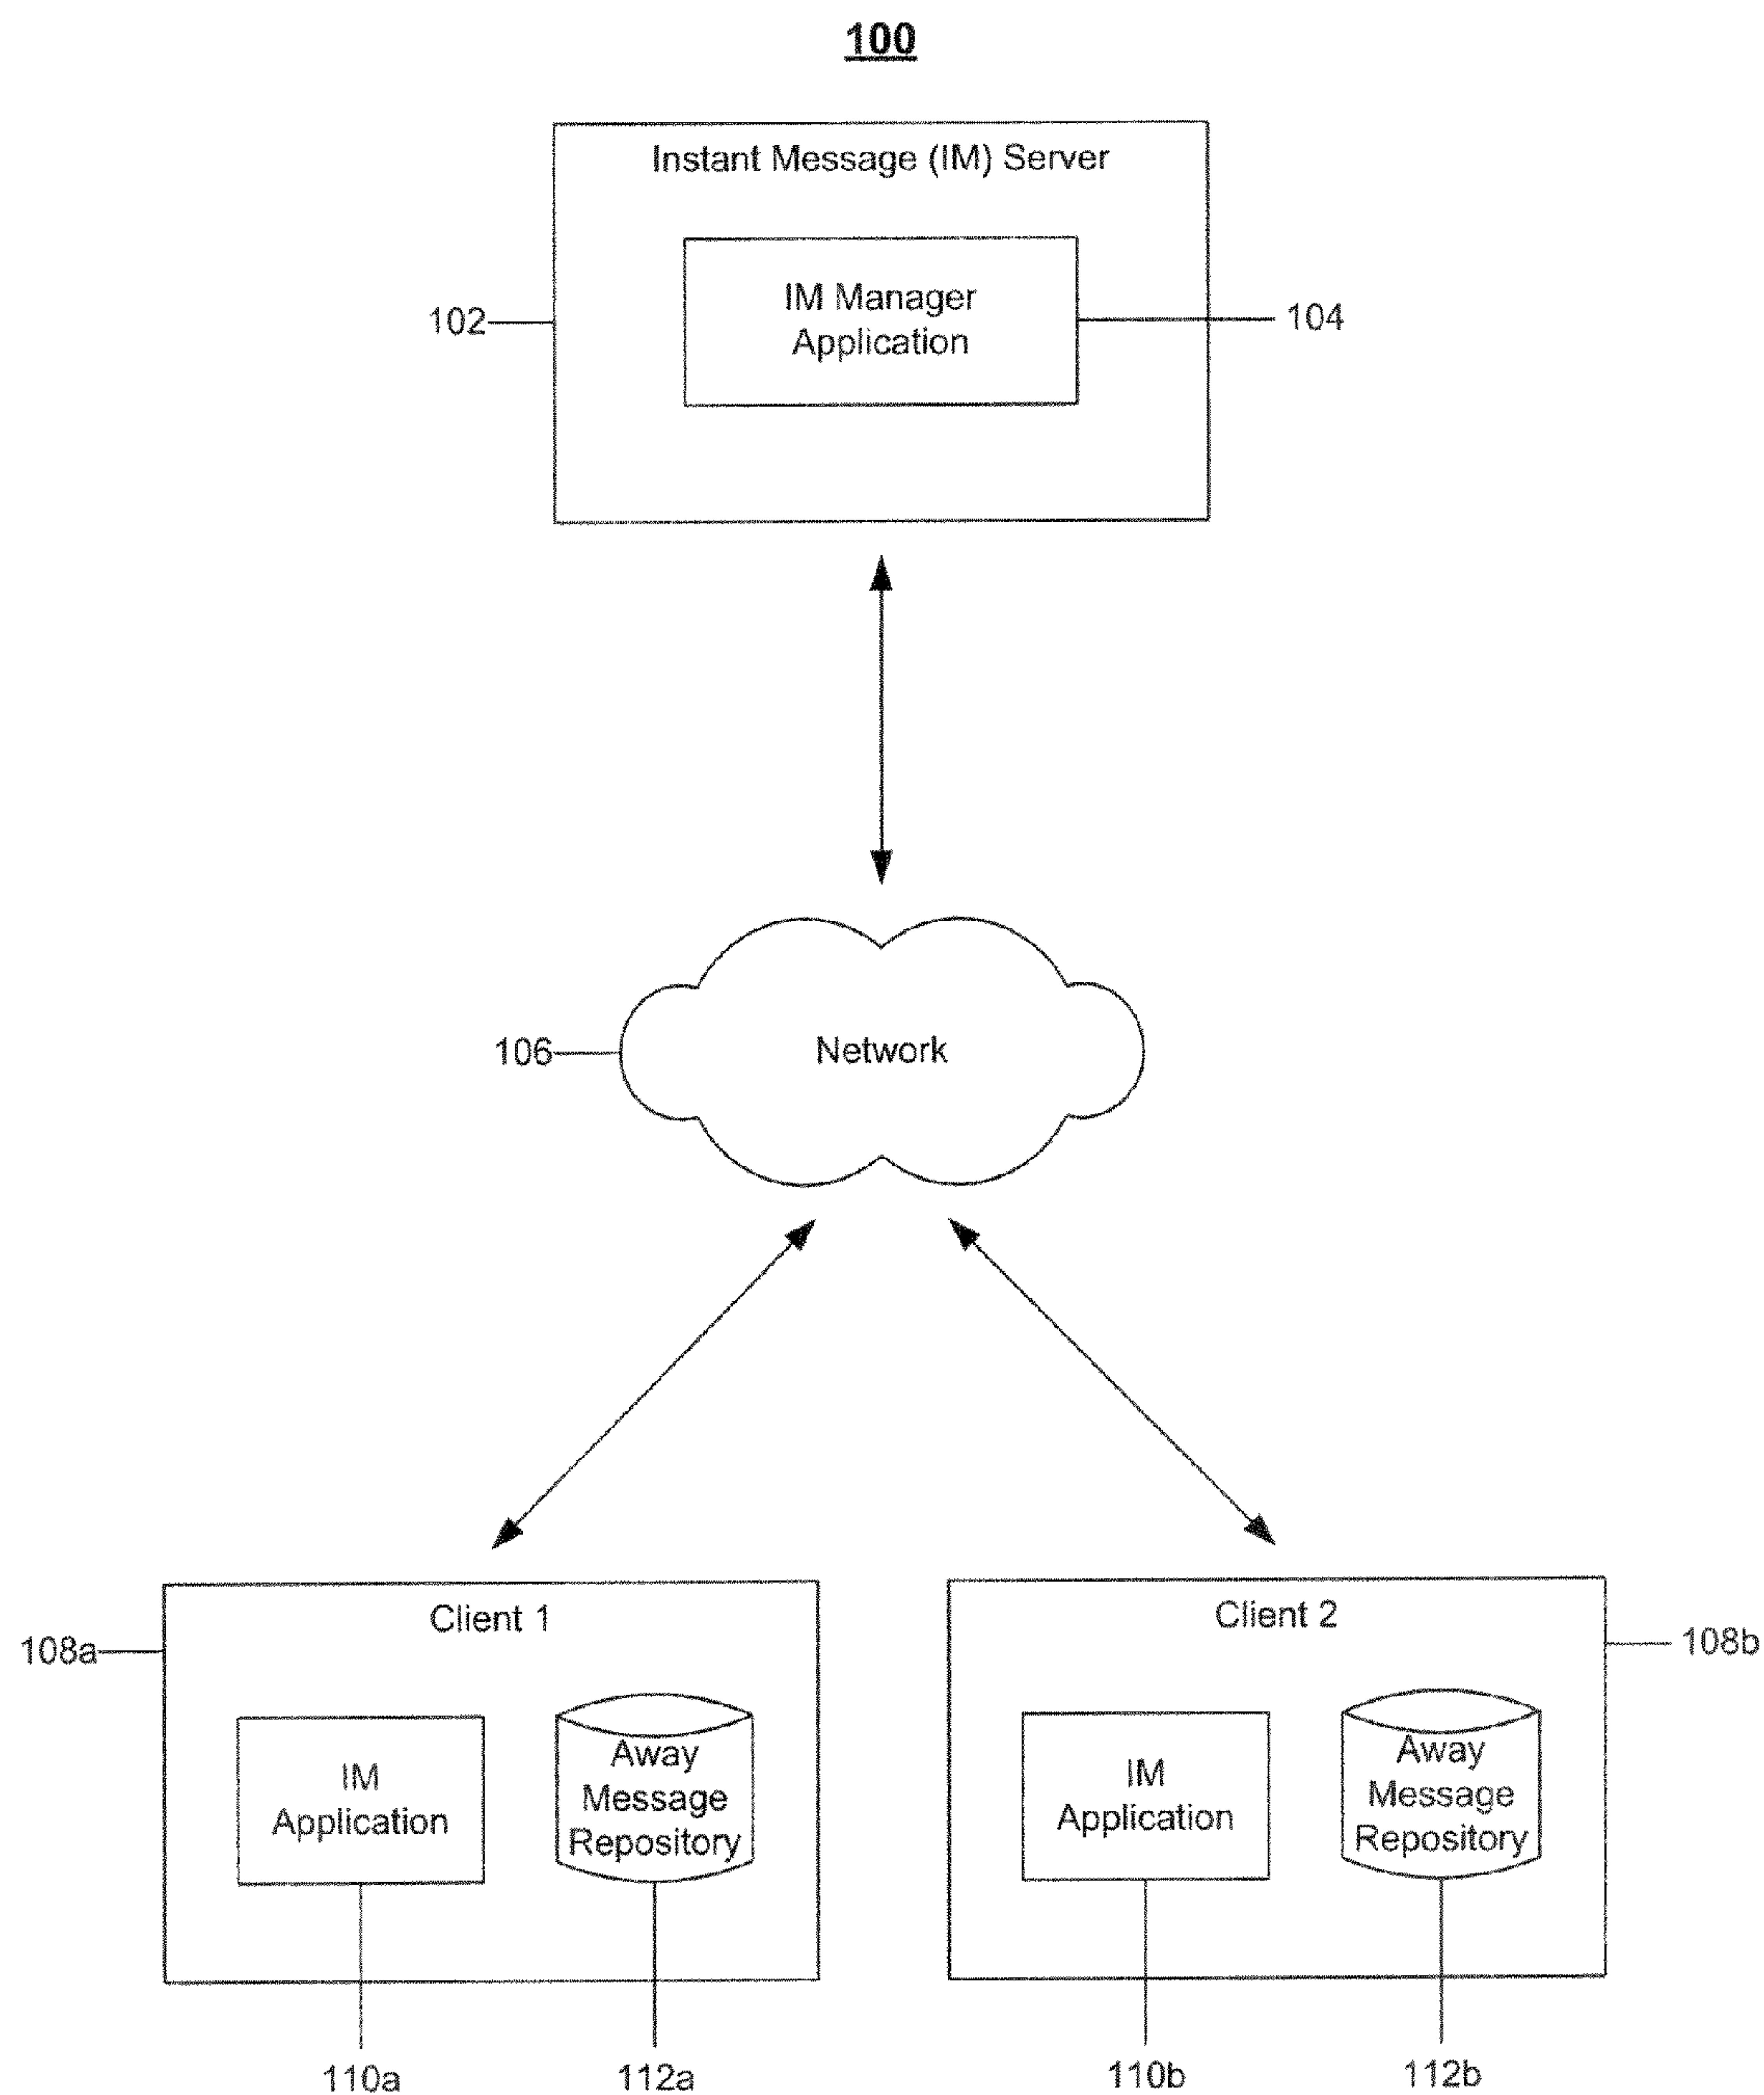 100
Instant Message (IM) Server
IM Manager
Application
102
104
106
Network
Client 1
Client 2
108a
108b
IM
Application
Away
Message
Repository
IM
Application
Away
Message
Repository
110a
112a
110b
112b